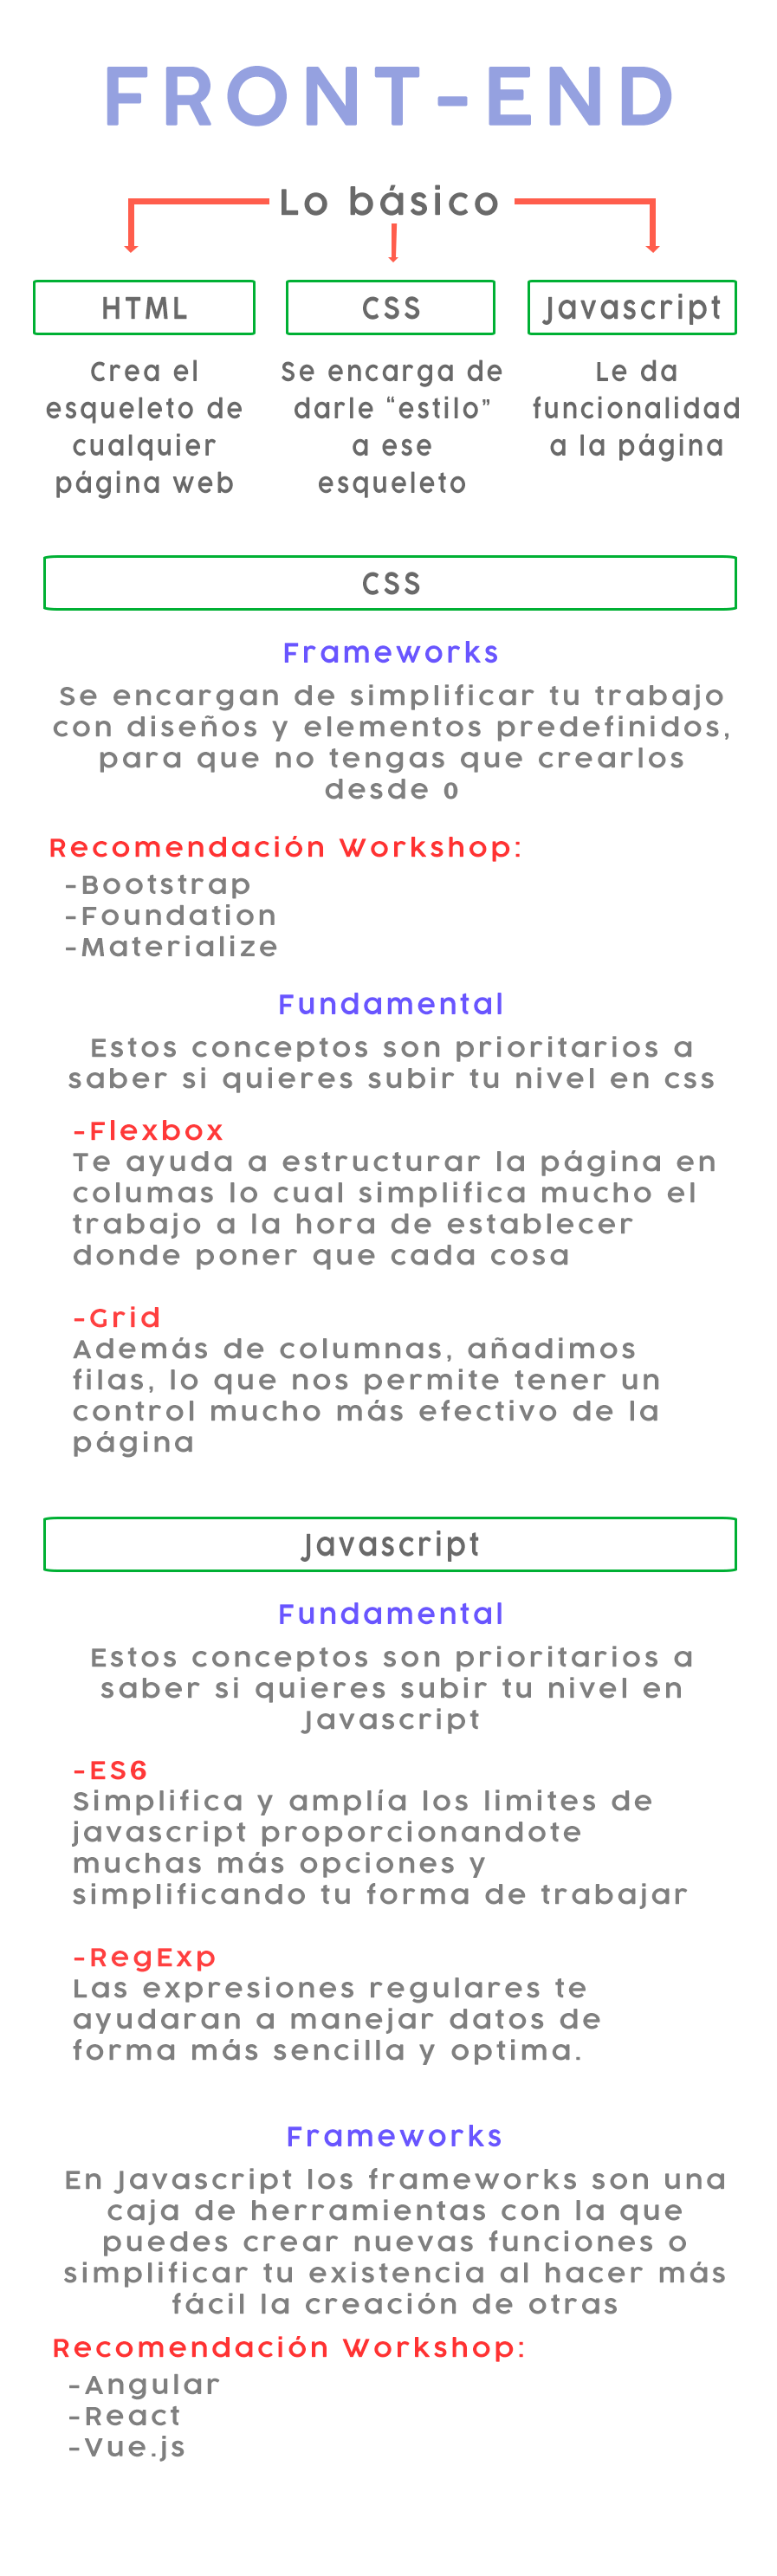 FRONT-END
Lo básico
HTML
CSS
Javascript
Crea el
esqueleto de
cualquier
página web
Se encarga de
darle “estilo”
a ese
esqueleto
Le da
funcionalidad
a la página
CSS
Frameworks
Se encargan de simplificar tu trabajo
con diseños y elementos predefinidos,
para que no tengas que crearlos
desde 0
Recomendación Workshop:
-Bootstrap
-Foundation
-Materialize
Fundamental
Estos conceptos son prioritarios a
saber si quieres subir tu nivel en css
-Flexbox
Te ayuda a estructurar la página en
columas lo cual simplifica mucho el
trabajo a la hora de establecer
donde poner que cada cosa
-Grid
Además de columnas, añadimos
filas, lo que nos permite tener un
control mucho más efectivo de la
página
Javascript
Fundamental
Estos conceptos son prioritarios a
saber si quieres subir tu nivel en
Javascript
-ES6
Simplifica y amplía los limites de
javascript proporcionandote
muchas más opciones y
simplificando tu forma de trabajar
-RegExp
Las expresiones regulares te
ayudaran a manejar datos de
forma más sencilla y optima.
Frameworks
En Javascript los frameworks son una
caja de herramientas con la que
puedes crear nuevas funciones o
simplificar tu existencia al hacer más
fácil la creación de otras
Recomendación Workshop:
-Angular
-React
-Vue.js